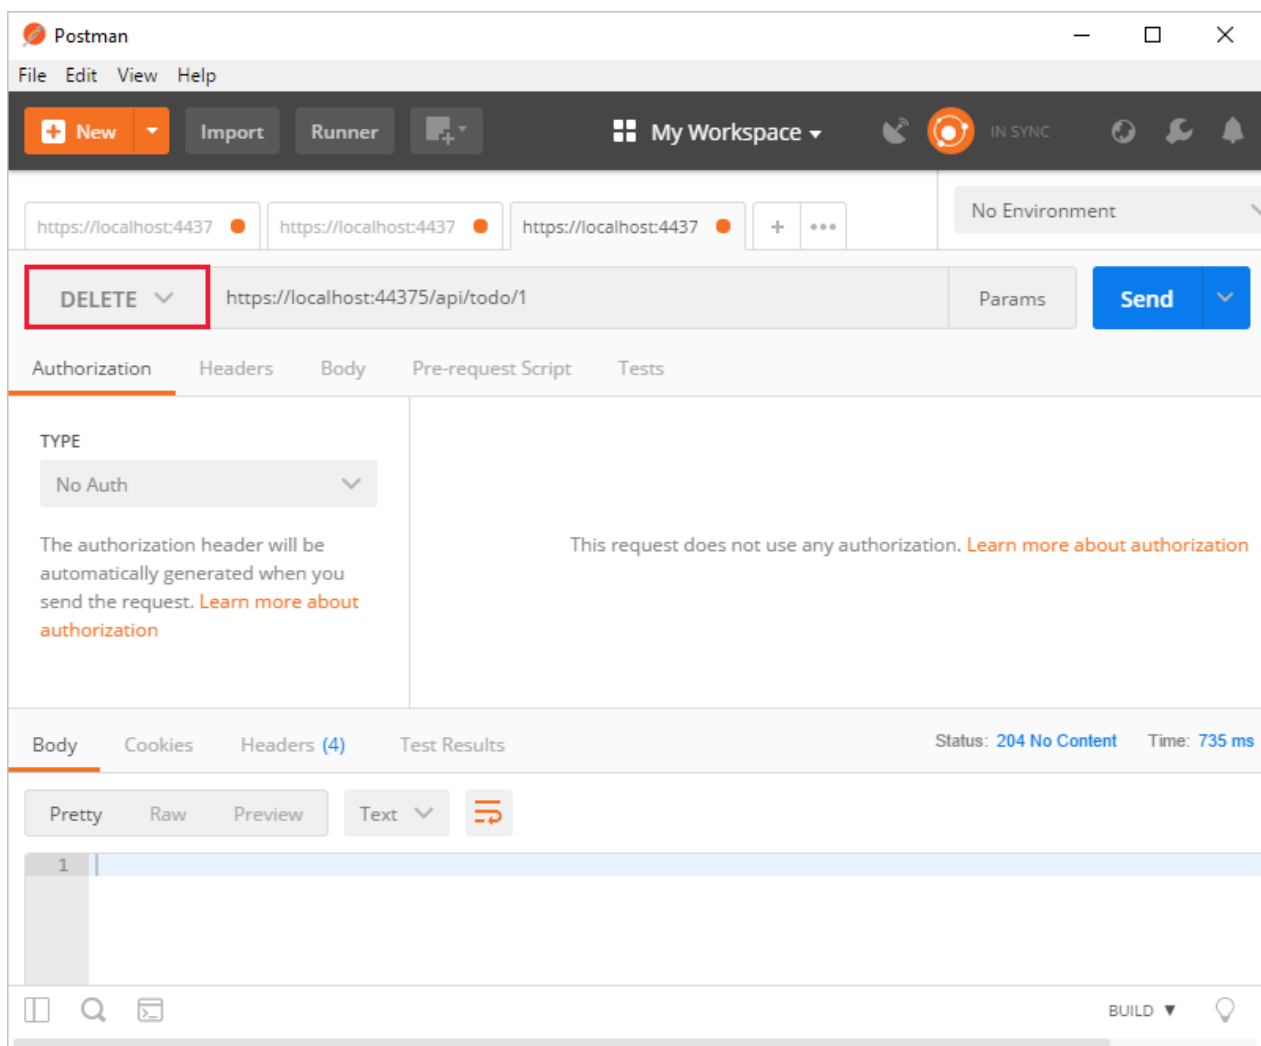 Postman
File Edit View Help
New Import Runner My Workspace IN SYNC
https://localhost:4437 https://localhost:4437 https://localhost:4437 + ••• No Environment
DELETE https://localhost:44375/api/todo/1 Params Send
Authorization Headers Body Pre-request Script Tests
TYPE
No Auth
The authorization header will be
automatically generated when you
send the request. Learn more about
authorization
This request does not use any authorization. Learn more about authorization
Body Cookies Headers (4) Test Results Status: 204 No Content Time: 735 ms
Pretty Raw Preview Text
1
BUILD